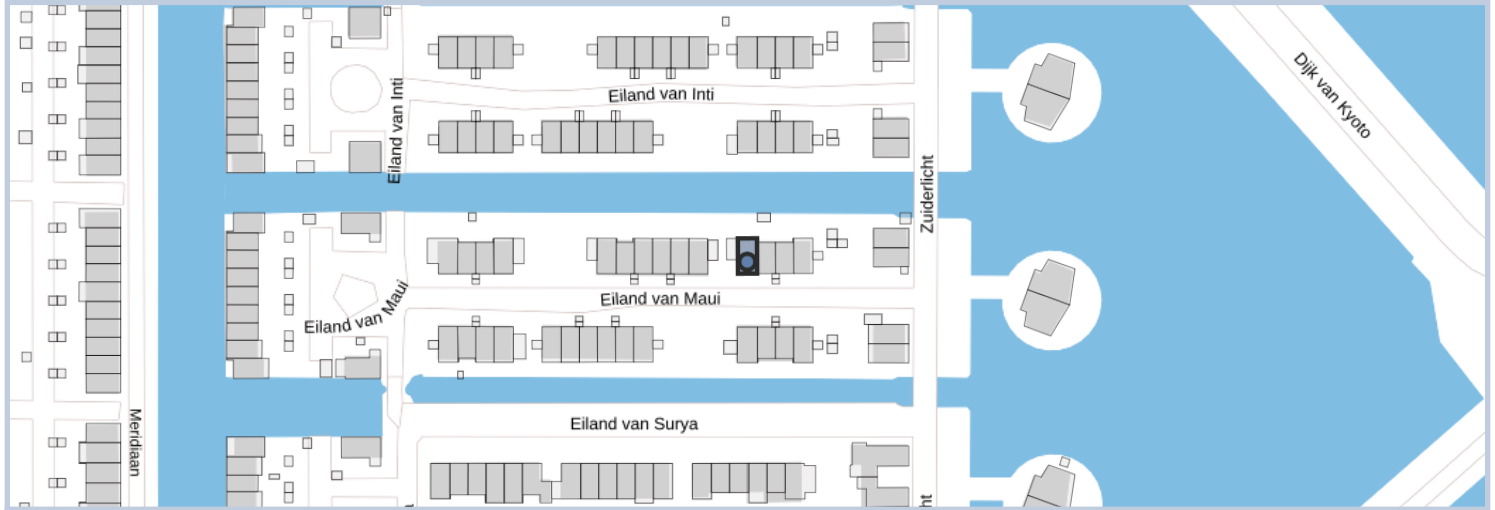 Eiland van Inti
Eiland van Inti
Dijk van Kyoto
Zuiderlicht
Eiland van Maui
Eiland van Maui
Eiland van Surya
Meridiaan
ht